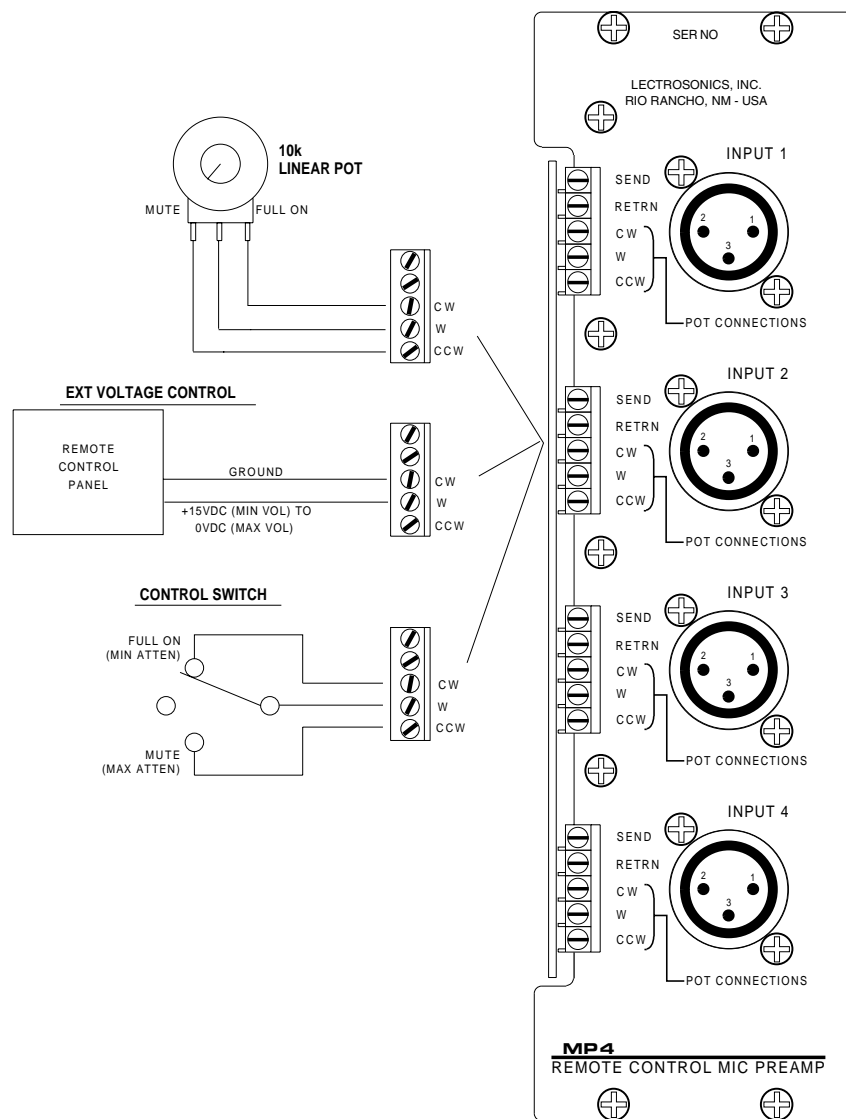 SER NO
LECTROSONICS, INC.
RIO RANCHO, NM - USA
10k
LINEAR POT
MUTE
FULL ON
CW
W
CCW
EXT VOLTAGE CONTROL
REMOTE
CONTROL
PANEL
GROUND
+15VDC (MIN VOL) TO
0VDC (MAX VOL)
CW
W
CCW
CONTROL SWITCH
FULL ON
(MIN ATTEN)
MUTE
(MAX ATTEN)
CW
W
CCW
INPUT 1
SEND
RETRN
CW
W
CCW
2
1
3
POT CONNECTIONS
INPUT 2
SEND
RETRN
CW
W
CCW
2
1
3
POT CONNECTIONS
INPUT 3
SEND
RETRN
CW
W
CCW
2
1
3
POT CONNECTIONS
INPUT 4
SEND
RETRN
CW
W
CCW
2
1
3
POT CONNECTIONS
MP4
REMOTE CONTROL MIC PREAMP